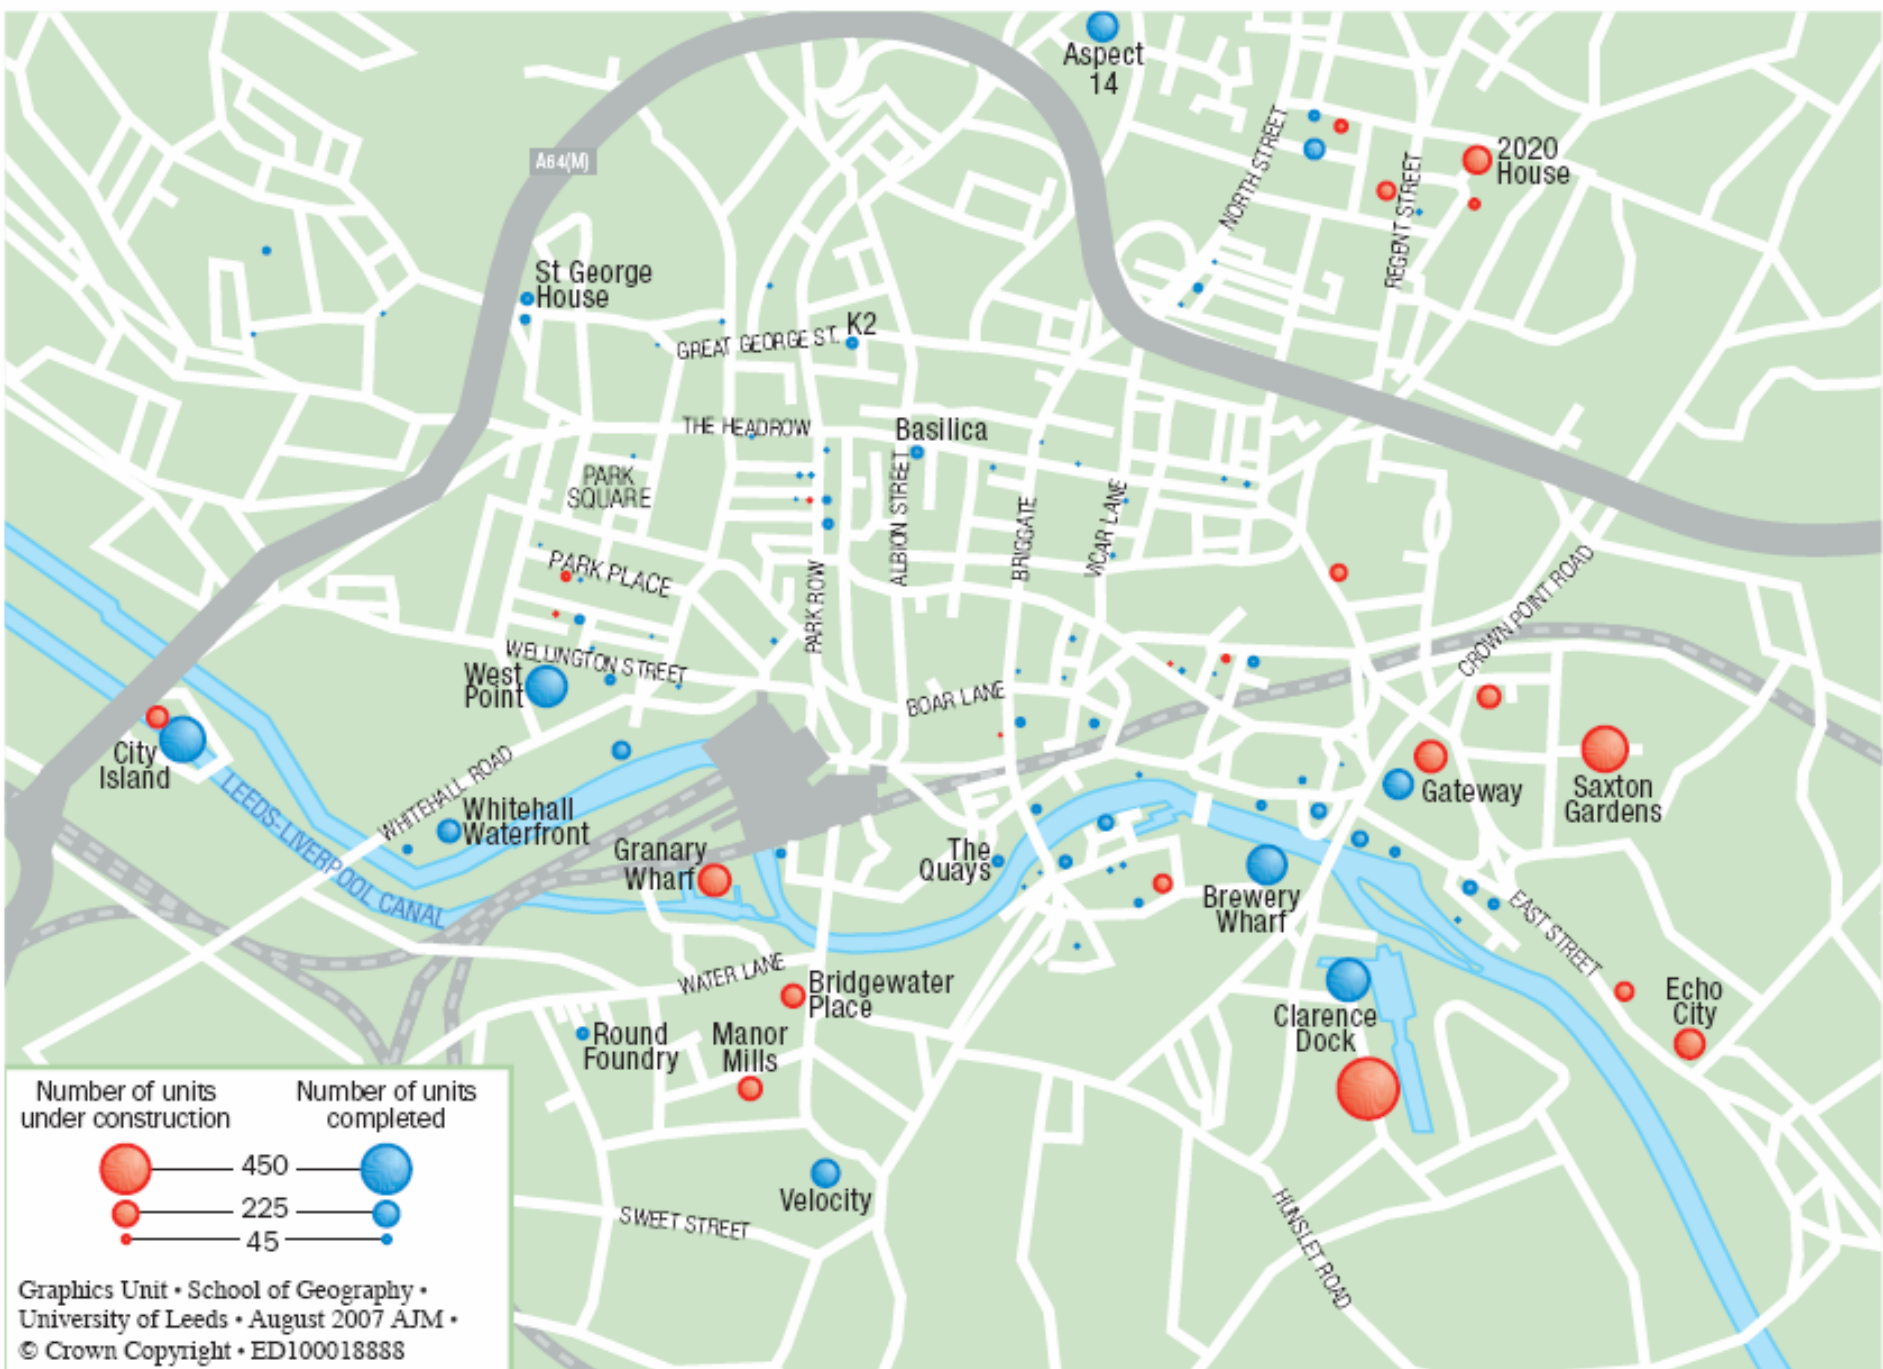 Aspect
14
A64(M)
NORTH STREET
REGENT STREET
2020
House
St George
House
K2
GREAT GEORGE ST.
THE HEADROW
Basilica
PARK
SQUARE
ALBION STREET
BRIGGATE
VICAR LANE
PARK PLACE
PARK ROW
CROWN POINT ROAD
WELLINGTON STREET
West
Point
BOAR LANE
City
Island
LEEDS-LIVERPOOL CANAL
WHITEHALL ROAD
Whitehall
Waterfront
Granary
Wharf
The
Quays
Gateway
Saxton
Gardens
Brewery
Wharf
EAST STREET
WATER LANE
Bridgewater
Place
Clarence
Dock
Echo
City
Round
Foundry
Manor
Mills
Velocity
SWEET STREET
HUNSLET ROAD
Number of units
under construction
Number of units
completed
450
225
45
Graphics Unit • School of Geography •
University of Leeds • August 2007 AJM •
© Crown Copyright • ED100018888